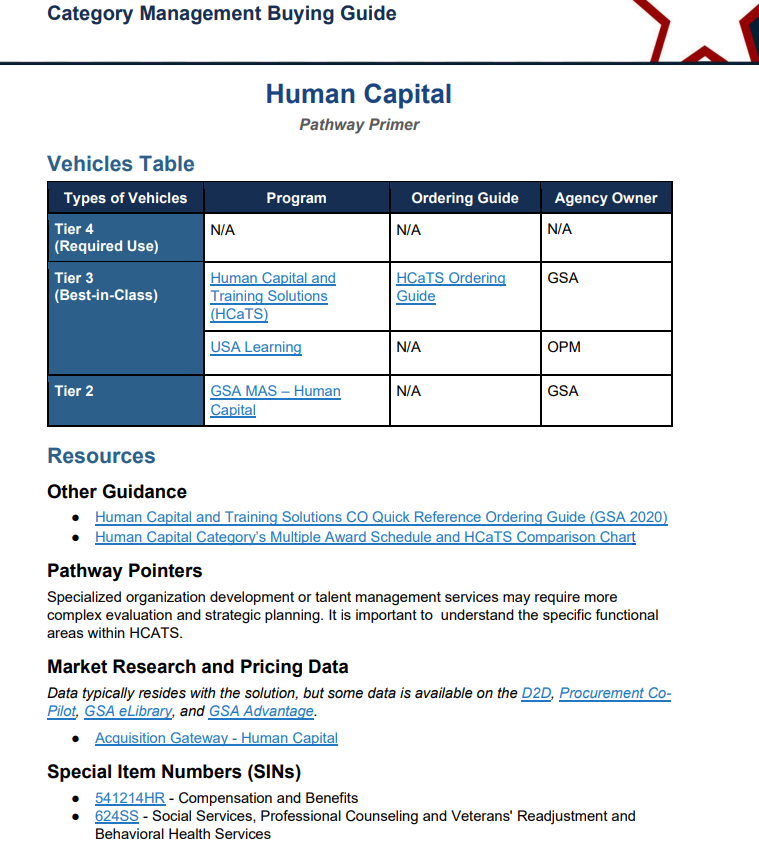 Category Management Buying Guide
Human Capital
Pathway Primer
Vehicles Table
Types of Vehicles Program Ordering Guide Agency Owner
Tier 4
(Required Use)
N/A N/A N/A
Tier 3
(Best-in-Class)
Human Capital and
Training Solutions
(HCaTS)
HCaTS Ordering
Guide
GSA
USA Learning N/A OPM
Tier 2
GSA MAS – Human
Capital
N/A GSA
Resources
Other Guidance
● Human Capital and Training Solutions CO Quick Reference Ordering Guide (GSA 2020)
● Human Capital Category's Multiple Award Schedule and HCaTS Comparison Chart
Pathway Pointers
Specialized organization development or talent management services may require more
complex evaluation and strategic planning. It is important to  understand the specific functional
areas within HCATS.
Market Research and Pricing Data
Data typically resides with the solution, but some data is available on the D2D, Procurement Co-
Pilot, GSA eLibrary, and GSA Advantage.
● Acquisition Gateway - Human Capital
Special Item Numbers (SINs)
● 541214HR - Compensation and Benefits
● 624SS - Social Services, Professional Counseling and Veterans' Readjustment and
Behavioral Health Services